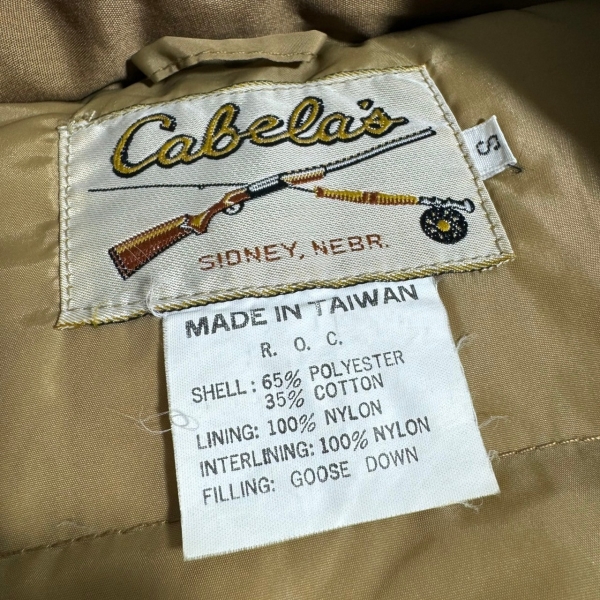 Cabela's
S
SIDNEY, NEBR.
MADE IN TAIWAN
R. O. C.
SHELL: 65% POLYESTER
35% COTTON
LINING: 100% NYLON
INTERLINING: 100% NYLON
FILLING: GOOSE DOWN